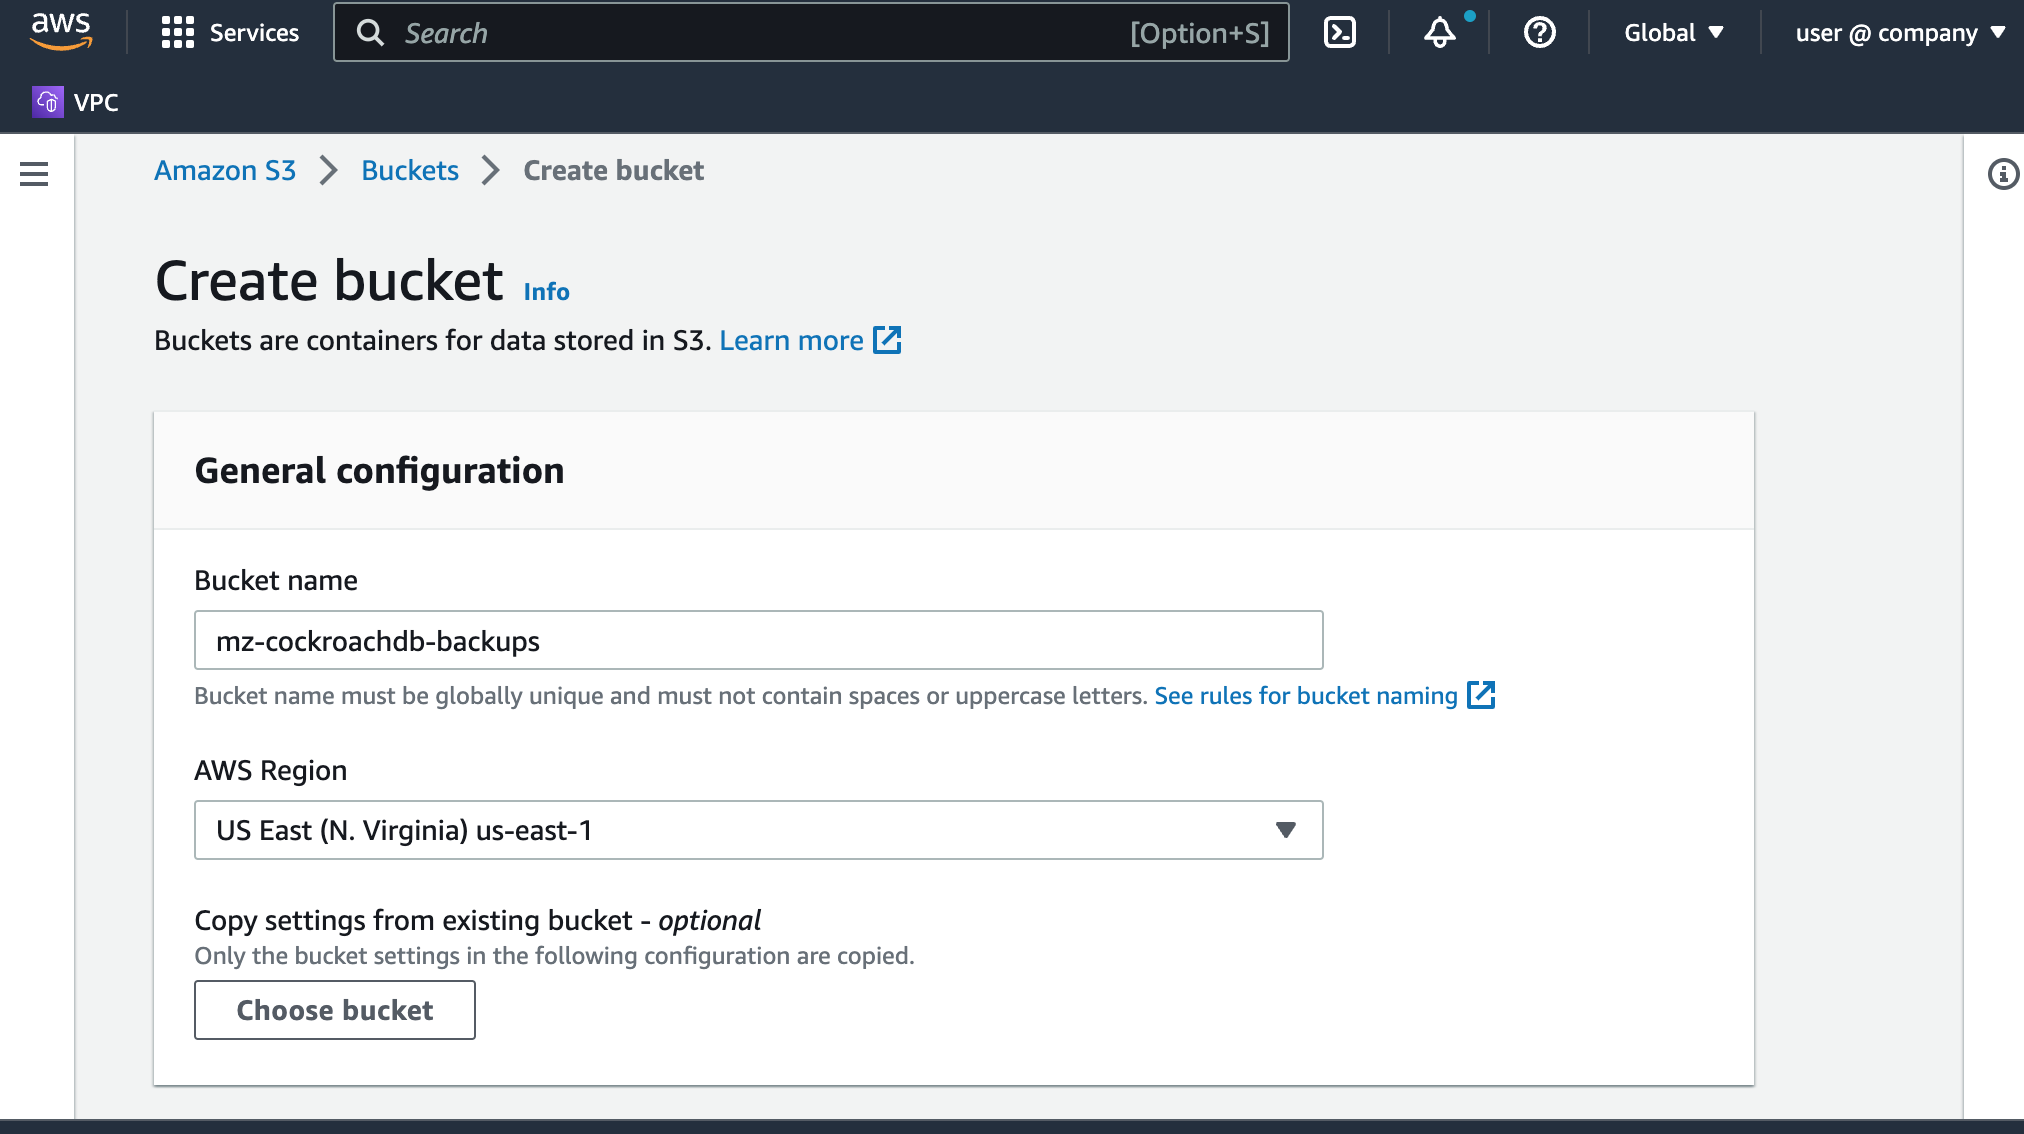 aws Services Search [Option+S] Global user @ company
VPC
Amazon S3 Buckets Create bucket
Create bucket Info
Buckets are containers for data stored in S3. Learn more
General configuration
Bucket name
mz-cockroachdb-backups
Bucket name must be globally unique and must not contain spaces or uppercase letters. See rules for bucket naming
AWS Region
US East (N. Virginia) us-east-1
Copy settings from existing bucket - optional
Only the bucket settings in the following configuration are copied.
Choose bucket